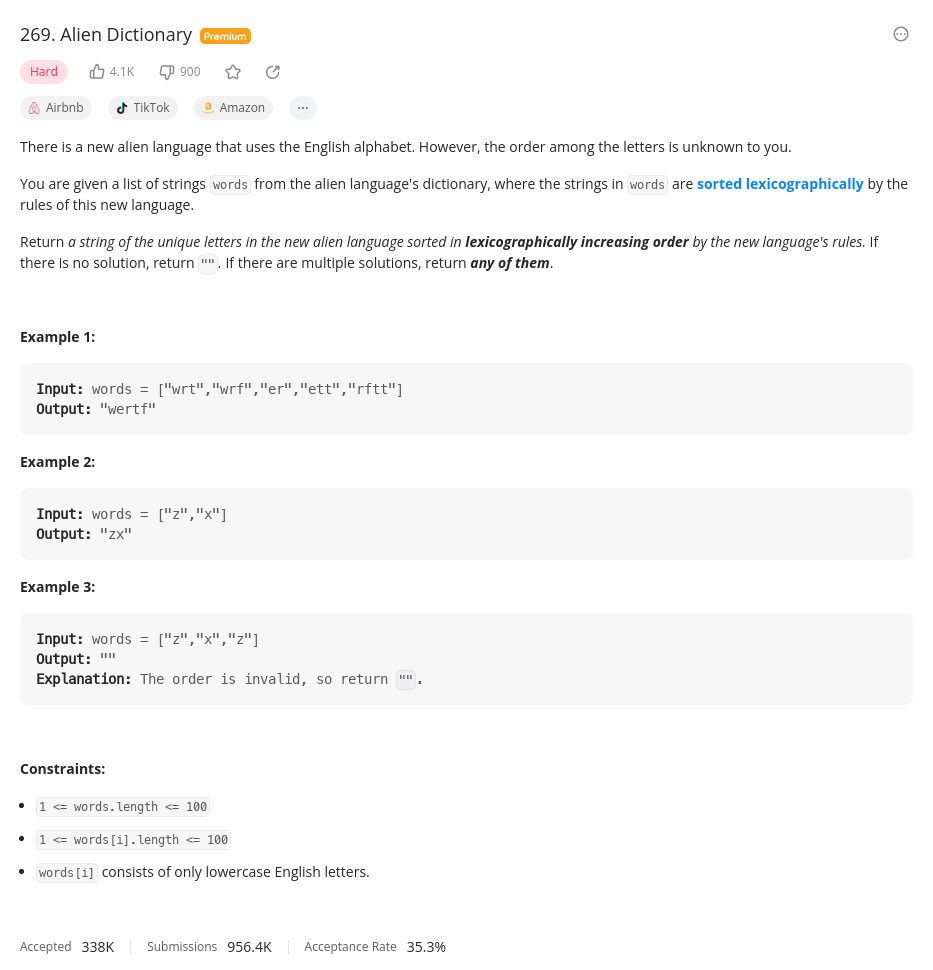 269. Alien Dictionary Premium
Hard 4.1K 900
Airbnb TikTok Amazon ...
There is a new alien language that uses the English alphabet. However, the order among the letters is unknown to you.
You are given a list of strings words from the alien language's dictionary, where the strings in words are sorted lexicographically by the
rules of this new language.
Return a string of the unique letters in the new alien language sorted in lexicographically increasing order by the new language's rules. If
there is no solution, return "". If there are multiple solutions, return any of them.
Example 1:
Input: words = ["wrt","wrf","er","ett","rftt"]
Output: "wertf"
Example 2:
Input: words = ["z","x"]
Output: "zx"
Example 3:
Input: words = ["z","x","z"]
Output: ""
Explanation: The order is invalid, so return "".
Constraints:
• 1 <= words.length <= 100
• 1 <= words[i].length <= 100
• words[i] consists of only lowercase English letters.
Accepted 338K Submissions 956.4K Acceptance Rate 35.3%